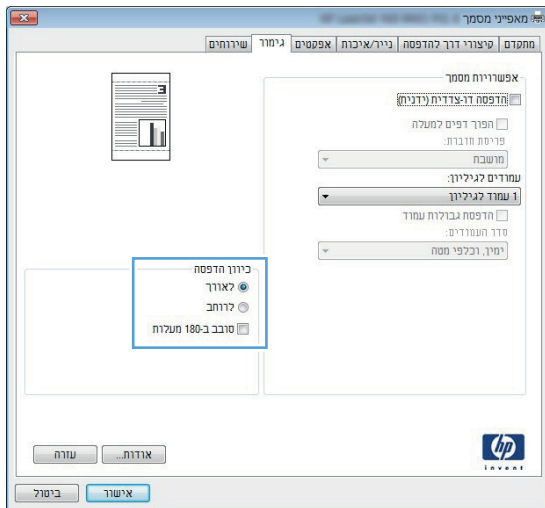 מאפייני מסמך
מתקדם
קיצורי דרך להדפסה
נייר/איכות
אפקטים
גימור
שירותים
אפשרויות מסמך
הדפסה דו-צדדית (ידנית)
הפוך דפים למעלה
פריסת חוברת:
מושבת
עמודים לגיליון:
1 עמוד לגיליון
הדפסת גבולות עמוד
סדר העמודים:
ימין, וכלפי מטה
כיוון הדפסה
לאורך
לרוחב
סובב ב-180 מעלות
hp
invent
אודות...
עזרה
אישור
ביטול